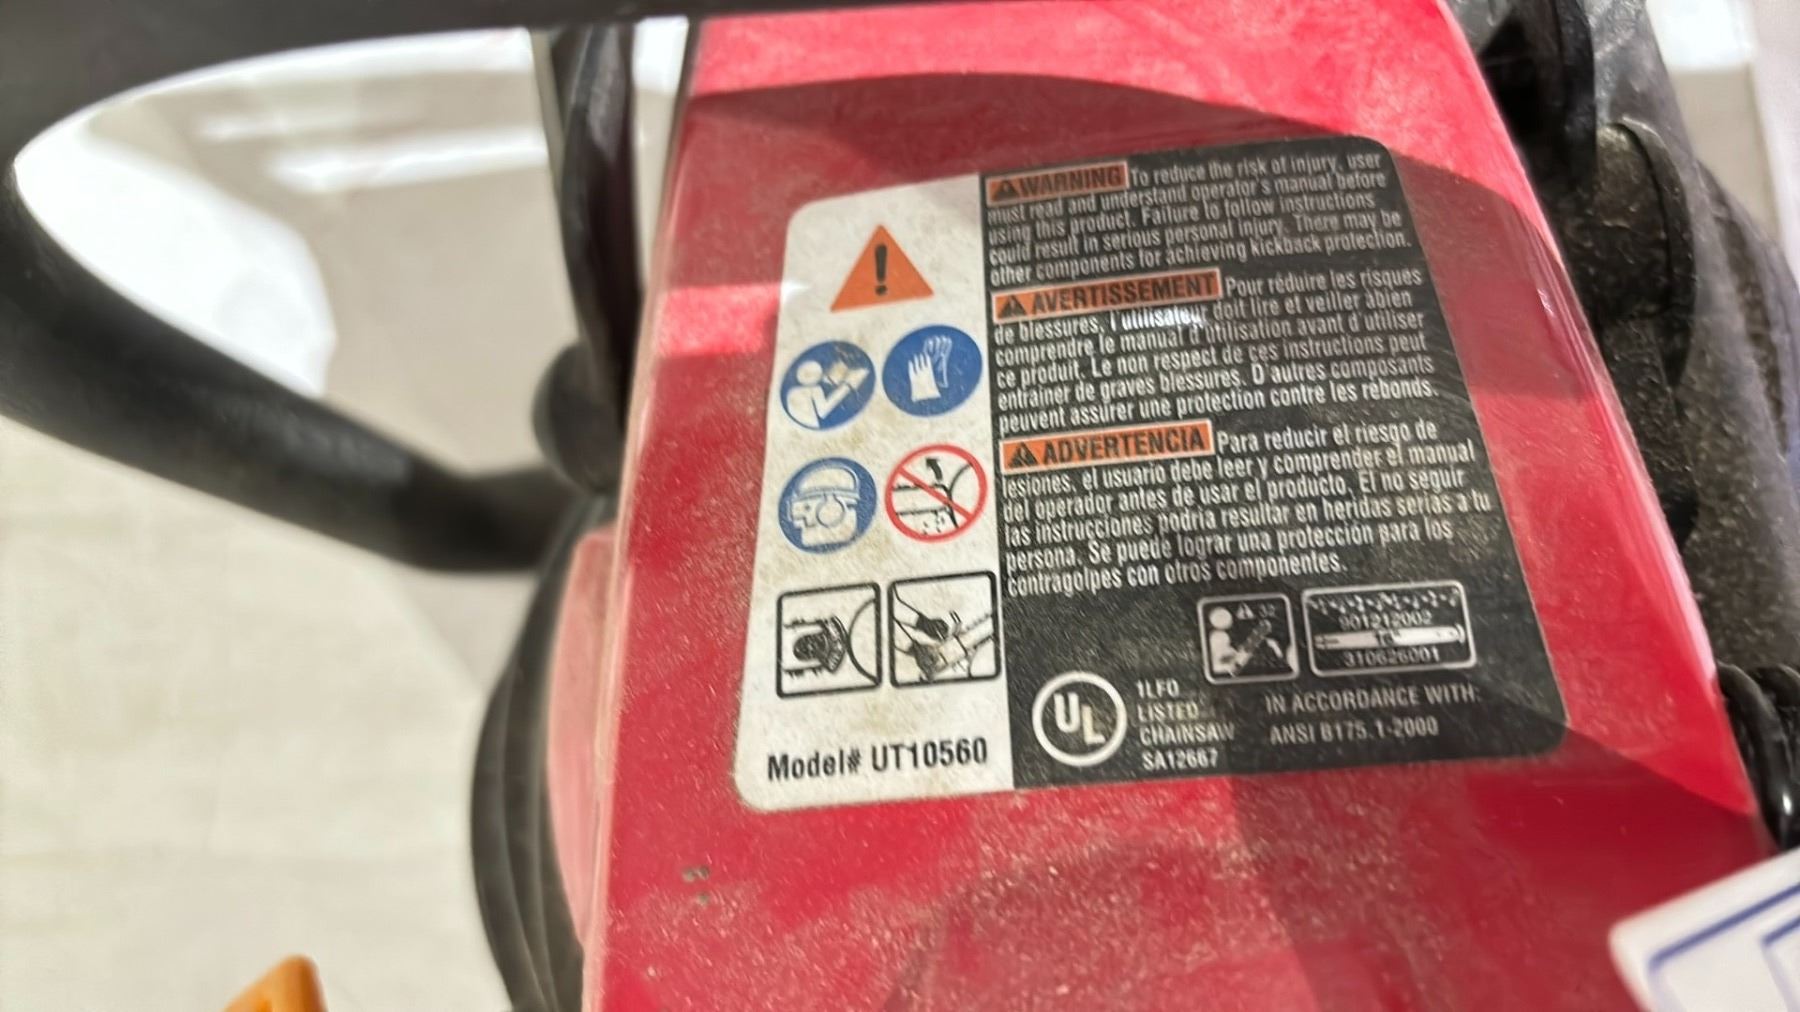 WARNING To reduce the risk of injury, user
must read and understand operator's manual before
using this product. Failure to follow instructions
could result in serious personal injury. There may be
other components for achieving kickback protection.
AVERTISSEMENT Pour réduire les risques
de blessures, l'utilisateur doit lire et veiller àbien
comprendre le manuel d'utilisation avant d'utiliser
ce produit. Le non respect de ces instructions peut
entrainer de graves blessures. D'autres composants
peuvent assurer une protection contre les rebonds.
ADVERTENCIA Para reducir el riesgo de
lesiones, el usuario debe leer y comprender el manual
del operador antes de usar el producto. El no seguir
las instrucciones podria resultar en heridas serias a tu
persona. Se puede lograr una protección para los
contragolpes con otros componentes.
32
901212002
310626001
UL
1LF0
LISTED
CHAINSAW
SA12667
IN ACCORDANCE WITH:
ANSI B175.1-2000
Model# UT10560